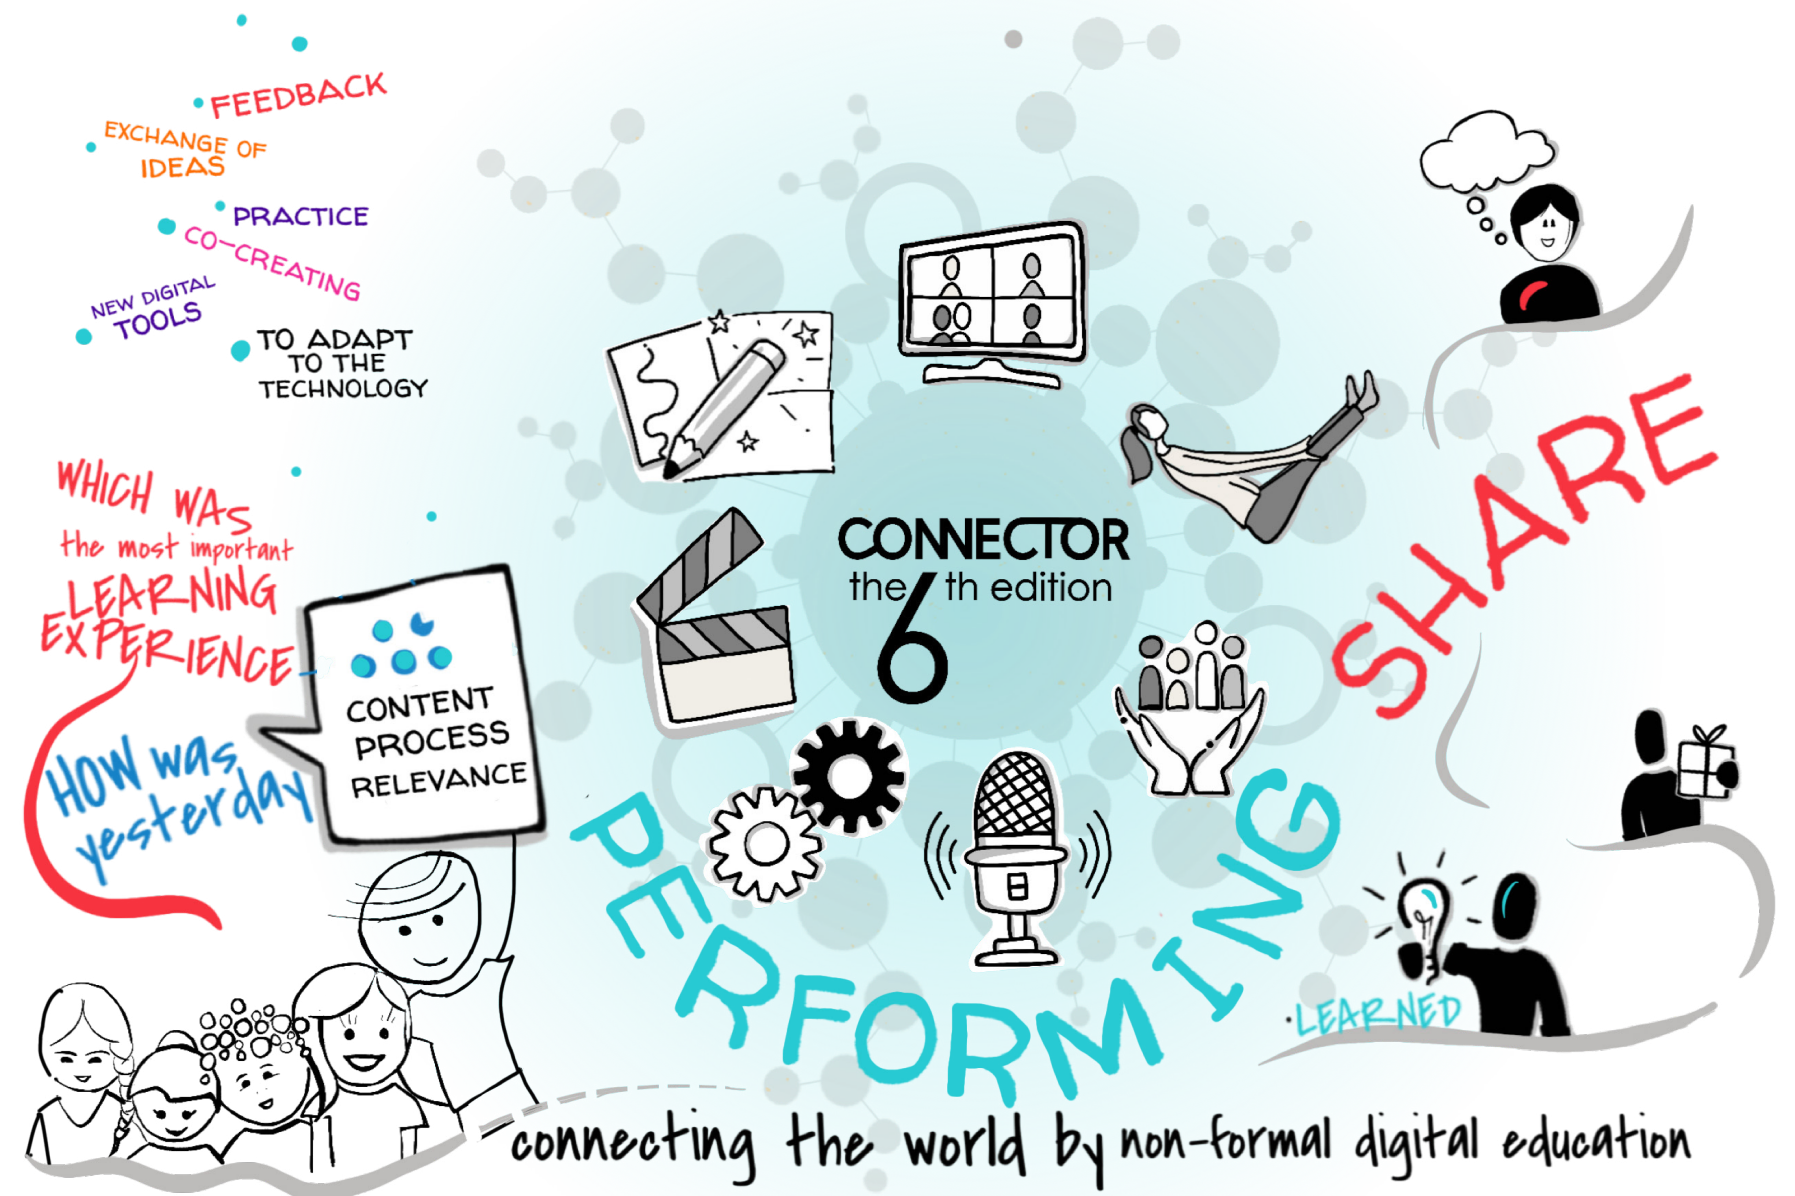 FEEDBACK
EXCHANGE OF
IDEAS
PRACTICE
CO-CREATING
NEW DIGITAL
TOOLS
TO ADAPT
TO THE
TECHNOLOGY
WHICH WAS
the most important
LEARNING
EXPERIENCE
HOW was
yesterday
CONTENT
PROCESS
RELEVANCE
CONNECTOR
the 6th edition
PERFORMING
SHARE
LEARNED
connecting the world by non-formal digital education